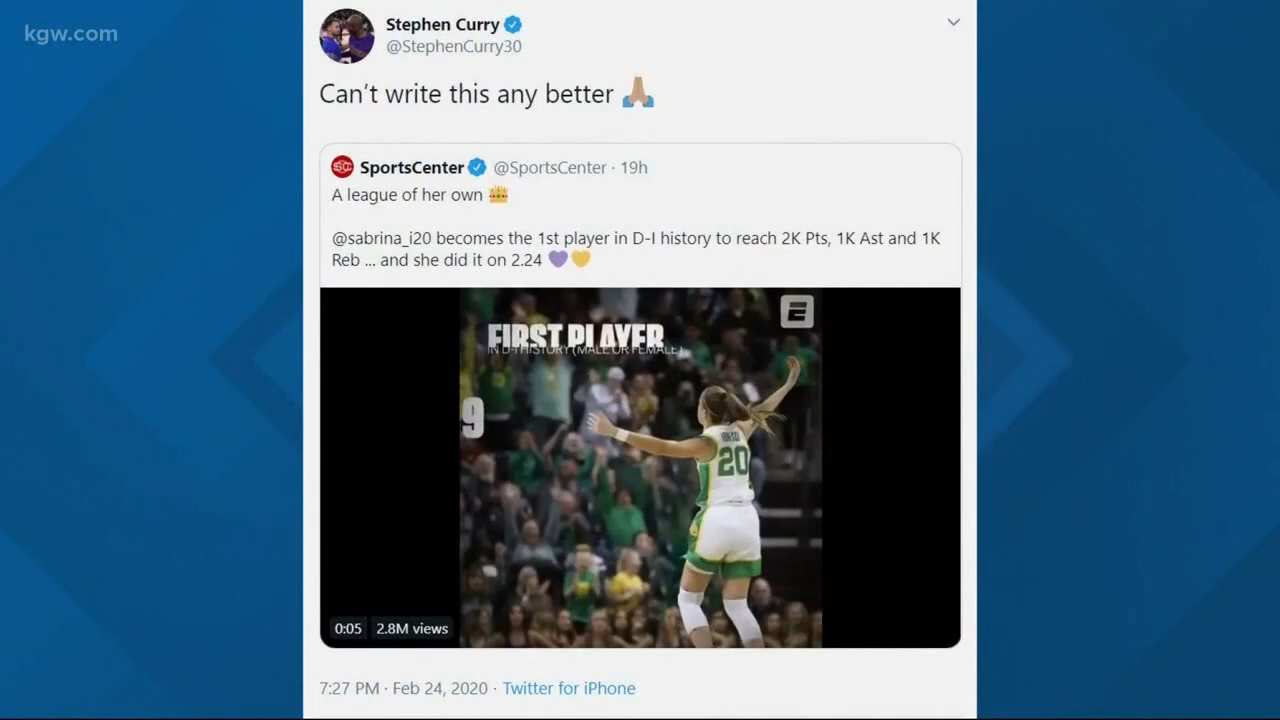 kgw.com
Stephen Curry
@StephenCurry30
Can't write this any better 🙏🏼
SportsCenter @SportsCenter · 19h
A league of her own 👑
@sabrina_i20 becomes the 1st player in D-I history to reach 2K Pts, 1K Ast and 1K
Reb ... and she did it on 2.24 💜💛
FIRST PLAYER
IN D-I HISTORY (MALE OR FEMALE)
E
9
20
0:05 2.8M views
7:27 PM · Feb 24, 2020 · Twitter for iPhone